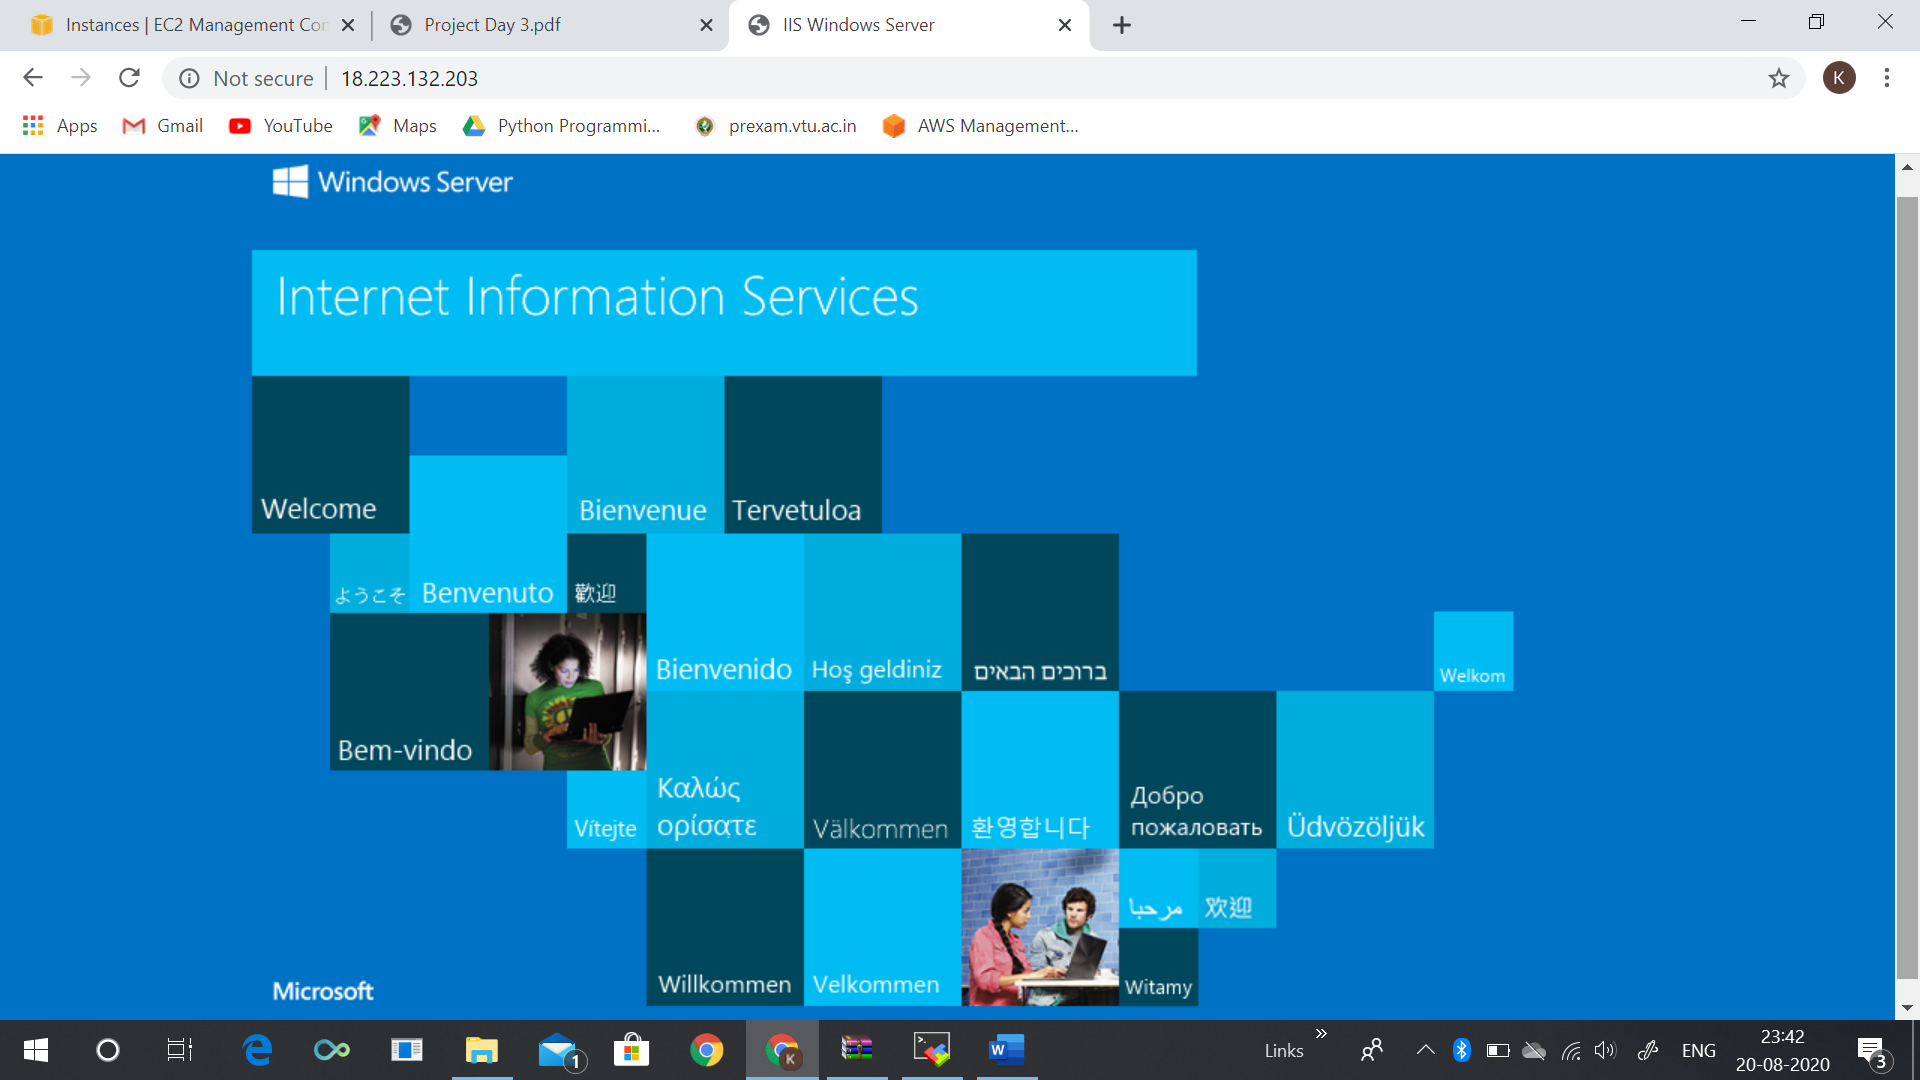 Instances | EC2 Management Con
Project Day 3.pdf
IIS Windows Server
Not secure
18.223.132.203
K
Apps
Gmail
YouTube
Maps
Python Programmi...
prexam.vtu.ac.in
AWS Management...
Windows Server
Internet Information Services
Welcome
Bienvenue
Tervetuloa
ようこそ
Benvenuto
歡迎
Bienvenido
Hoş geldiniz
ברוכים הבאים
Welkom
Bem-vindo
Vítejte
Καλώς
ορίσατε
Välkommen
환영합니다
Добро
пожаловать
Üdvözöljük
Willkommen
Velkommen
مرحبا
欢迎
Witamy
Microsoft
1
K
W
Links
ENG
23:42
20-08-2020
3